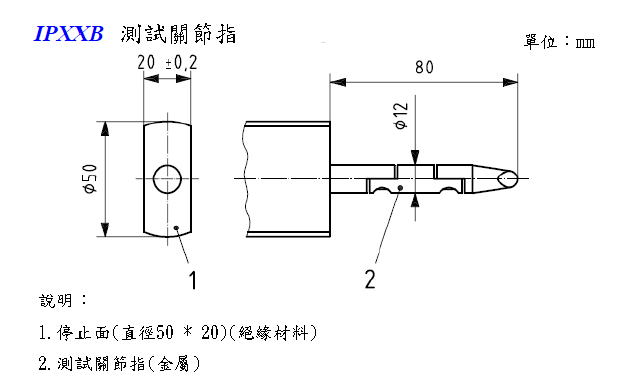 IPXXB 測試關節指
單位：mm
20 ±0,2
80
ϕ12
ϕ50
1
2
說明：
1.停止面(直徑50 * 20)(絕緣材料)
2.測試關節指(金屬)